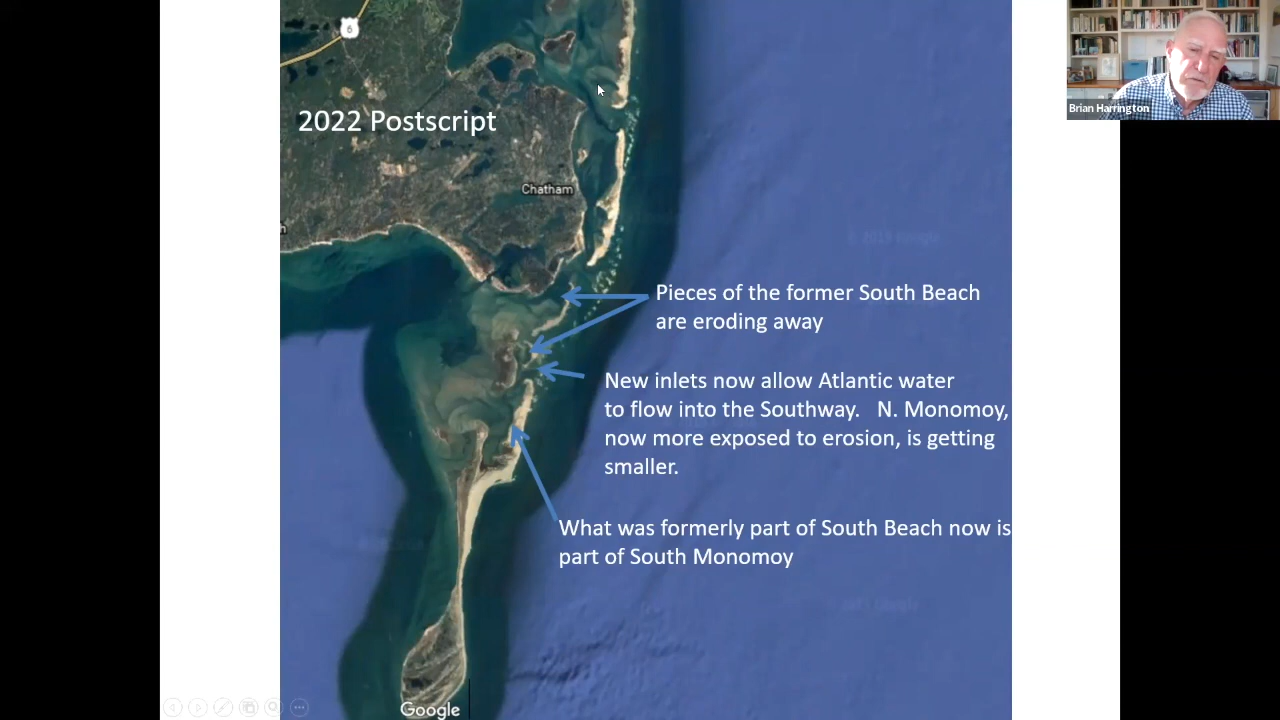 6
Brian Harrington
2022 Postscript
Chatham
n
Pieces of the former South Beach
are eroding away
New inlets now allow Atlantic water
to flow into the Southway. N. Monomoy,
now more exposed to erosion, is getting
smaller.
What was formerly part of South Beach now is
part of South Monomoy
Google